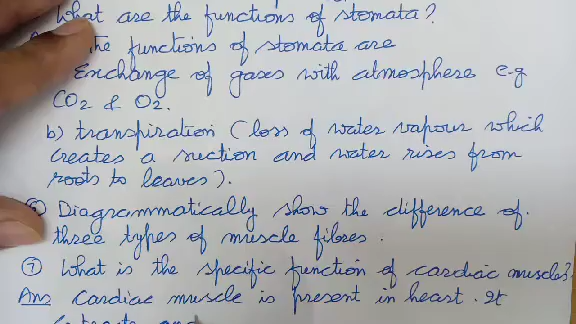 What are the functions of stomata?
The functions of stomata are
Exchange of gases with atmosphere e-g
CO2 & O2.
b) transpiration (loss of water vapour which
creates a suction and water rises from
roots to leaves).
Diagrammatically show the difference of
three types of muscle fibres.
⑦ What is the specific function of cardiac muscle?
Ans Cardiac muscle is present in heart. It
and